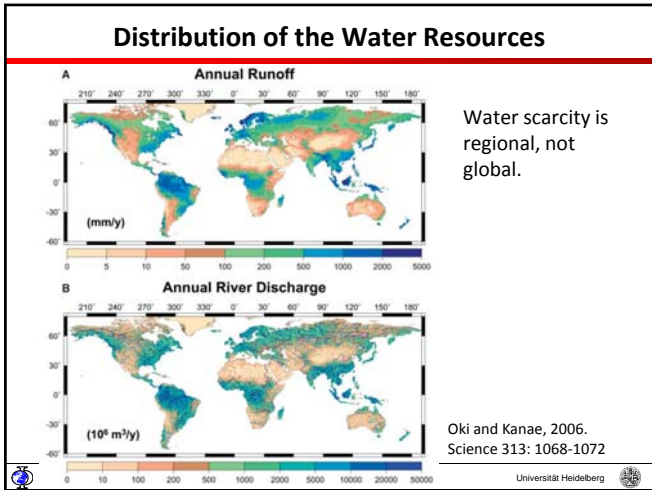 Distribution of the Water Resources
A
Annual Runoff
210° 240° 270° 300° 330° 0° 30° 60° 90° 120° 150° 180°
60°
30°
0°
-30°
-60°
(mm/y)
0 5 10 50 100 200 500 1000 2000 5000
Water scarcity is
regional, not
global.
B
Annual River Discharge
210° 240° 270° 300° 330° 0° 30° 60° 90° 120° 150° 180°
60°
30°
0°
-30°
-60°
(10⁶ m³/y)
0 10 100 200 500 1000 2000 5000 10000 20000 50000
Oki and Kanae, 2006.
Science 313: 1068-1072
Universität Heidelberg